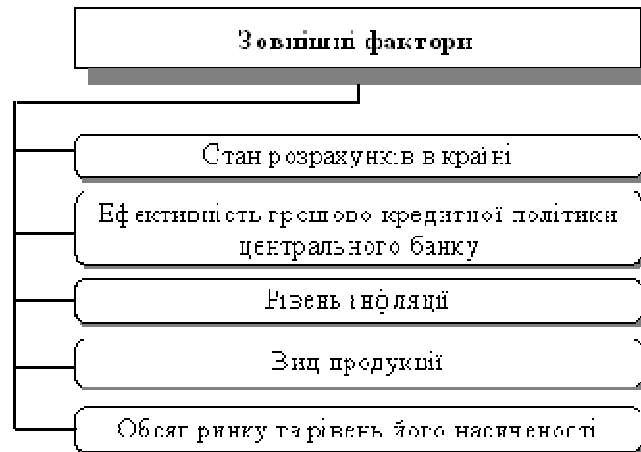 Зовнішні фактори
Стан розрахунків в країні
Ефективність грошово кредитної політики
центрального банку
Рівень інфляції
Вид продукції
Обсяг ринку та рівень його насиченості